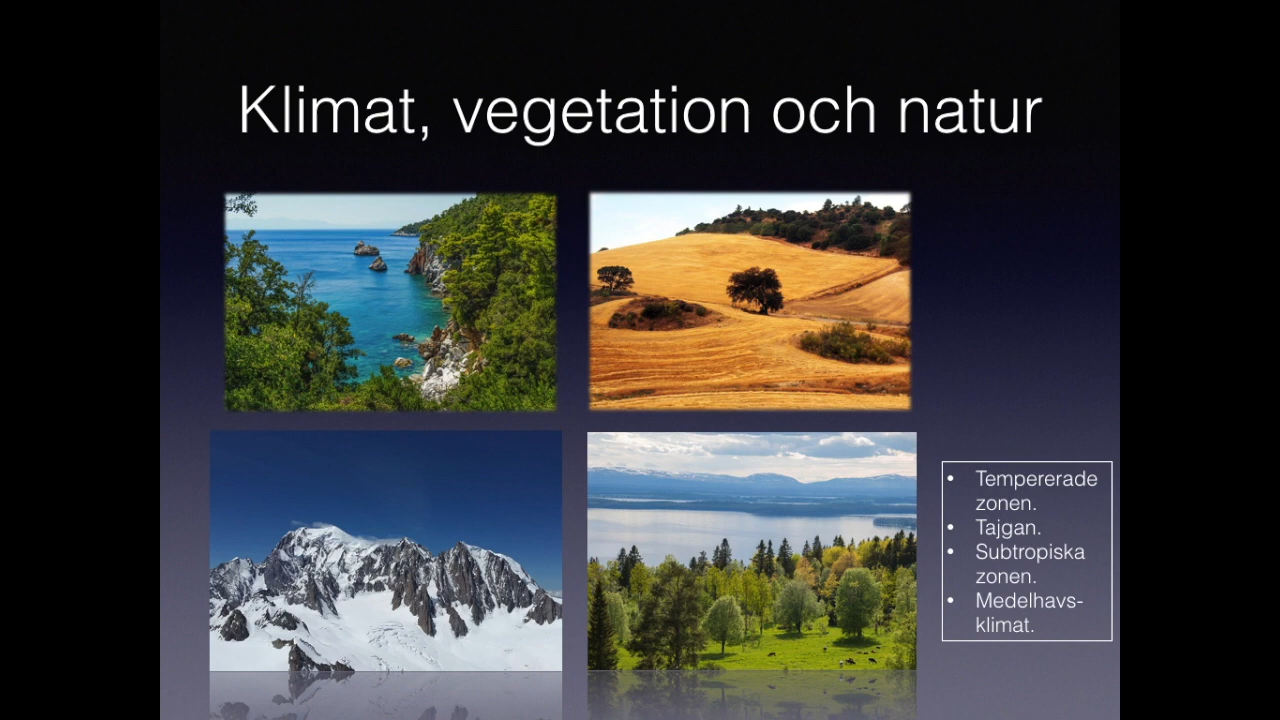 Klimat, vegetation och natur
• Tempererade
zonen.
• Tajgan.
• Subtropiska
zonen.
• Medelhavs-
klimat.